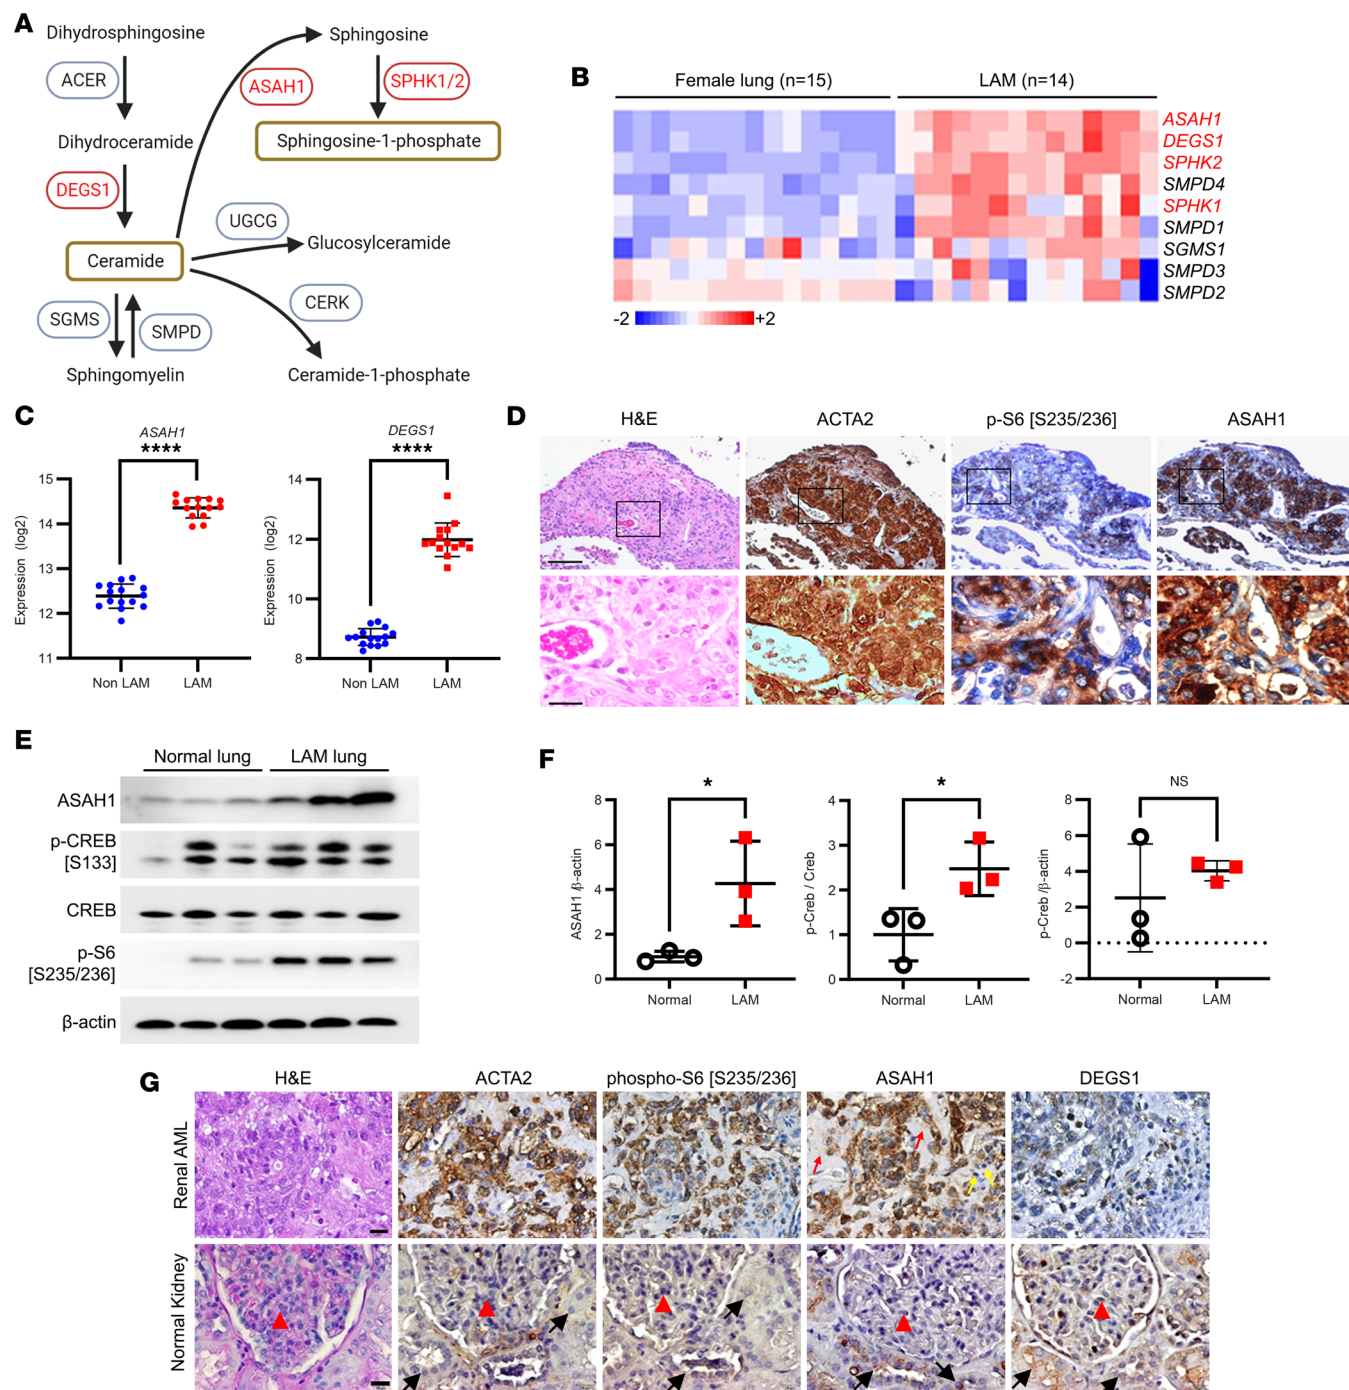 A
Dihydrosphingosine
Sphingosine
ACER
ASAH1
SPHK1/2
Dihydroceramide
Sphingosine-1-phosphate
DEGS1
UGCG
Glucosylceramide
Ceramide
CERK
SGMS
SMPD
Sphingomyelin
Ceramide-1-phosphate
B
Female lung (n=15)
LAM (n=14)
ASAH1
DEGS1
SPHK2
SMPD4
SPHK1
SMPD1
SGMS1
SMPD3
SMPD2
-2
+2
C
ASAH1
****
Expression (log2)
15
14
13
12
11
Non LAM
LAM
DEGS1
****
Expression (log2)
14
12
10
8
Non LAM
LAM
D
H&E
ACTA2
p-S6 [S235/236]
ASAH1
E
Normal lung
LAM lung
ASAH1
p-CREB
[S133]
CREB
p-S6
[S235/236]
β-actin
F
*
ASAH1 /β-actin
8
6
4
2
0
Normal
LAM
*
p-Creb / Creb
4
3
2
1
0
Normal
LAM
NS
p-Creb /β-actin
8
6
4
2
0
-2
Normal
LAM
G
H&E
ACTA2
phospho-S6 [S235/236]
ASAH1
DEGS1
Renal AML
Normal Kidney